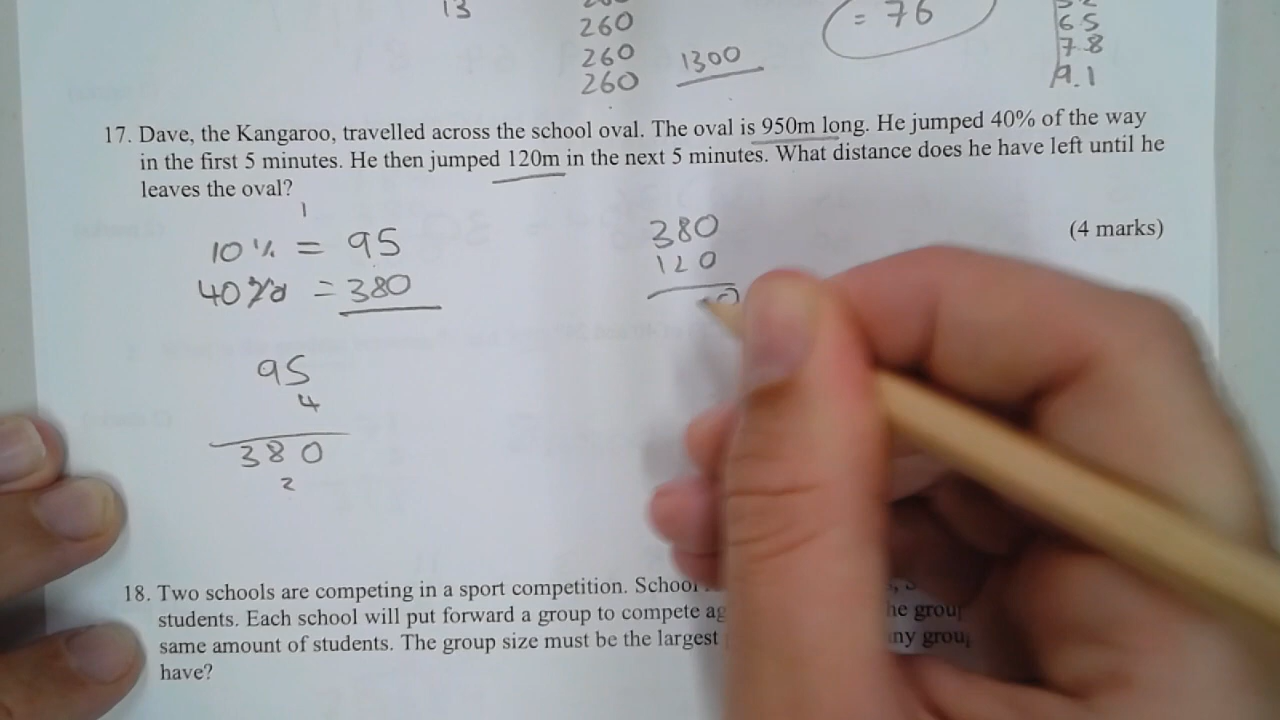 13
260
260
260
1300
= 76
65
78
9.1
17. Dave, the Kangaroo, travelled across the school oval. The oval is 950m long. He jumped 40% of the way
in the first 5 minutes. He then jumped 120m in the next 5 minutes. What distance does he have left until he
leaves the oval?
(4 marks)
1
10% = 95
40% = 380
95
4
380
2
380
120
0
18. Two schools are competing in a sport competition. School
students. Each school will put forward a group to compete
same amount of students. The group size must be the largest
have?